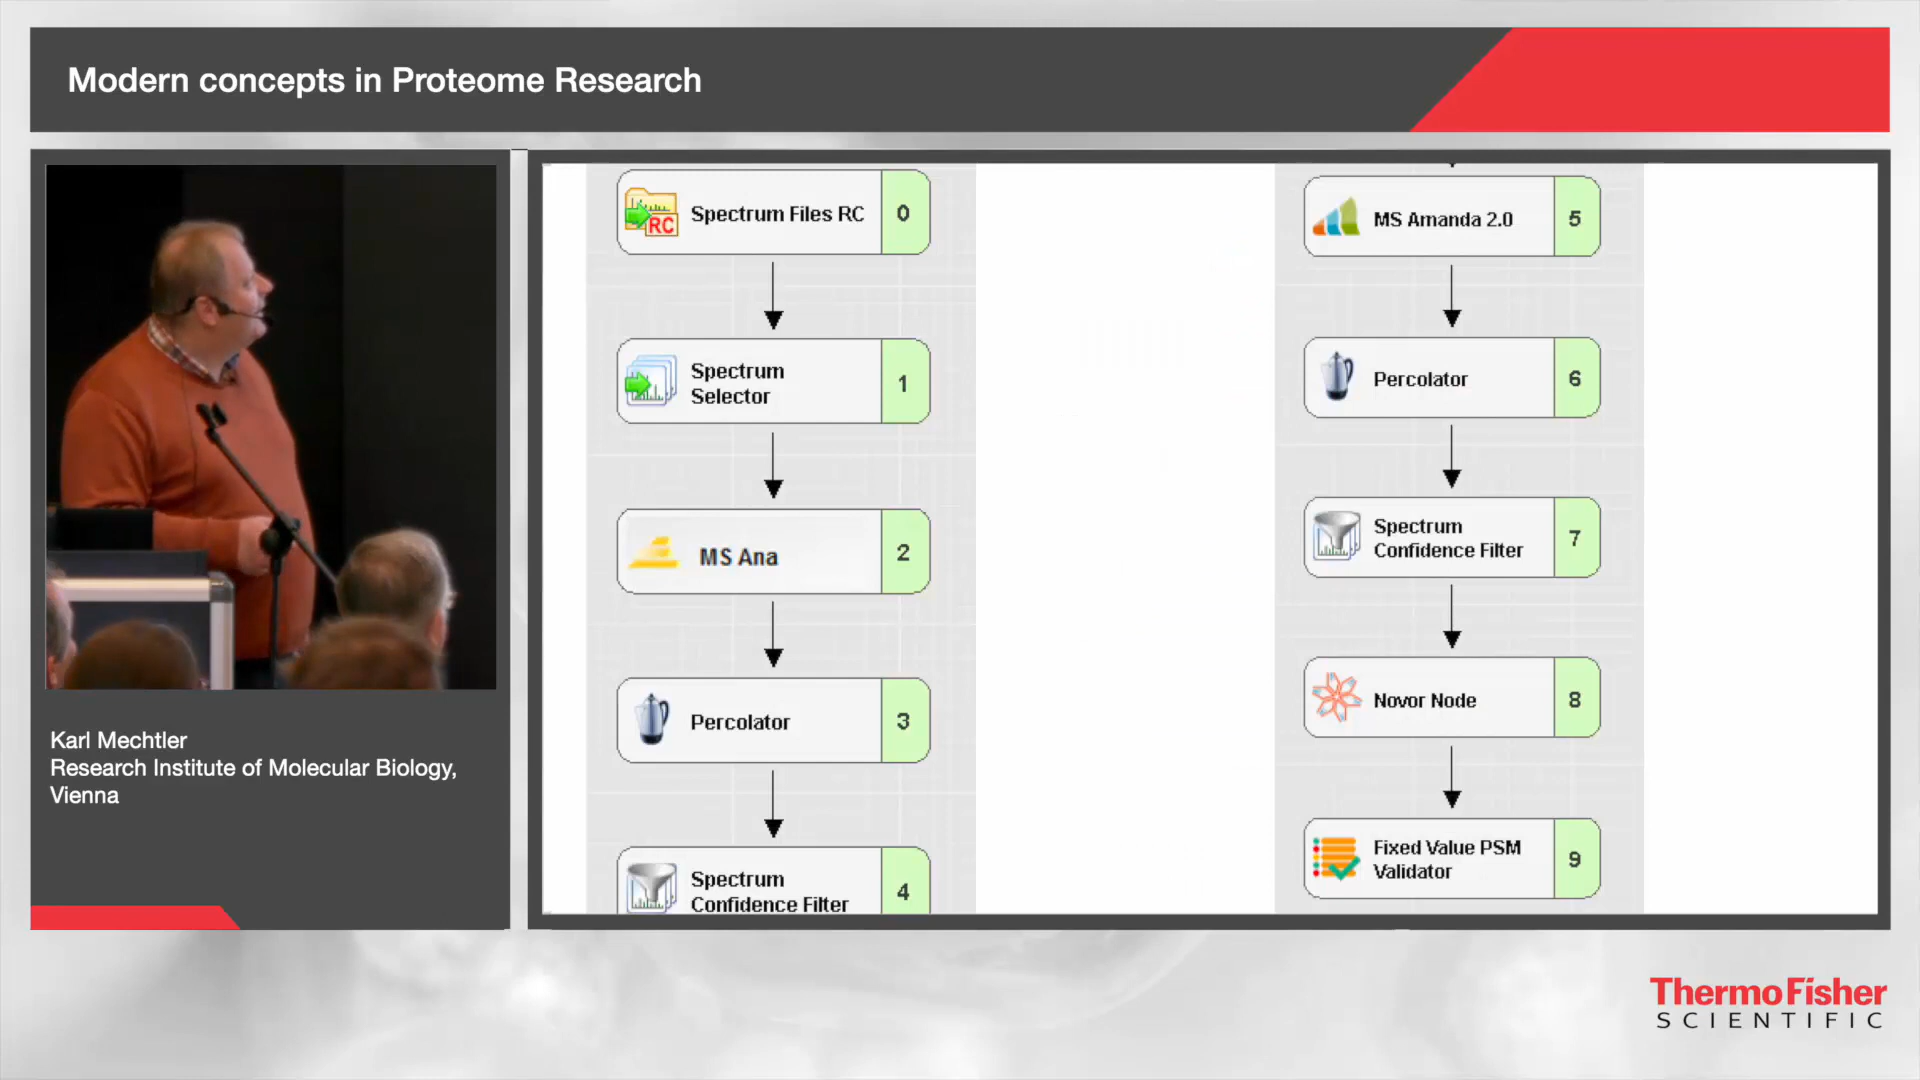 Modern concepts in Proteome Research
Karl Mechtler
Research Institute of Molecular Biology,
Vienna
RC
Spectrum Files RC
0
Spectrum
Selector
1
MS Ana
2
Percolator
3
Spectrum
Confidence Filter
4
MS Amanda 2.0
5
Percolator
6
Spectrum
Confidence Filter
7
Novor Node
8
Fixed Value PSM
Validator
9
ThermoFisher
SCIENTIFIC